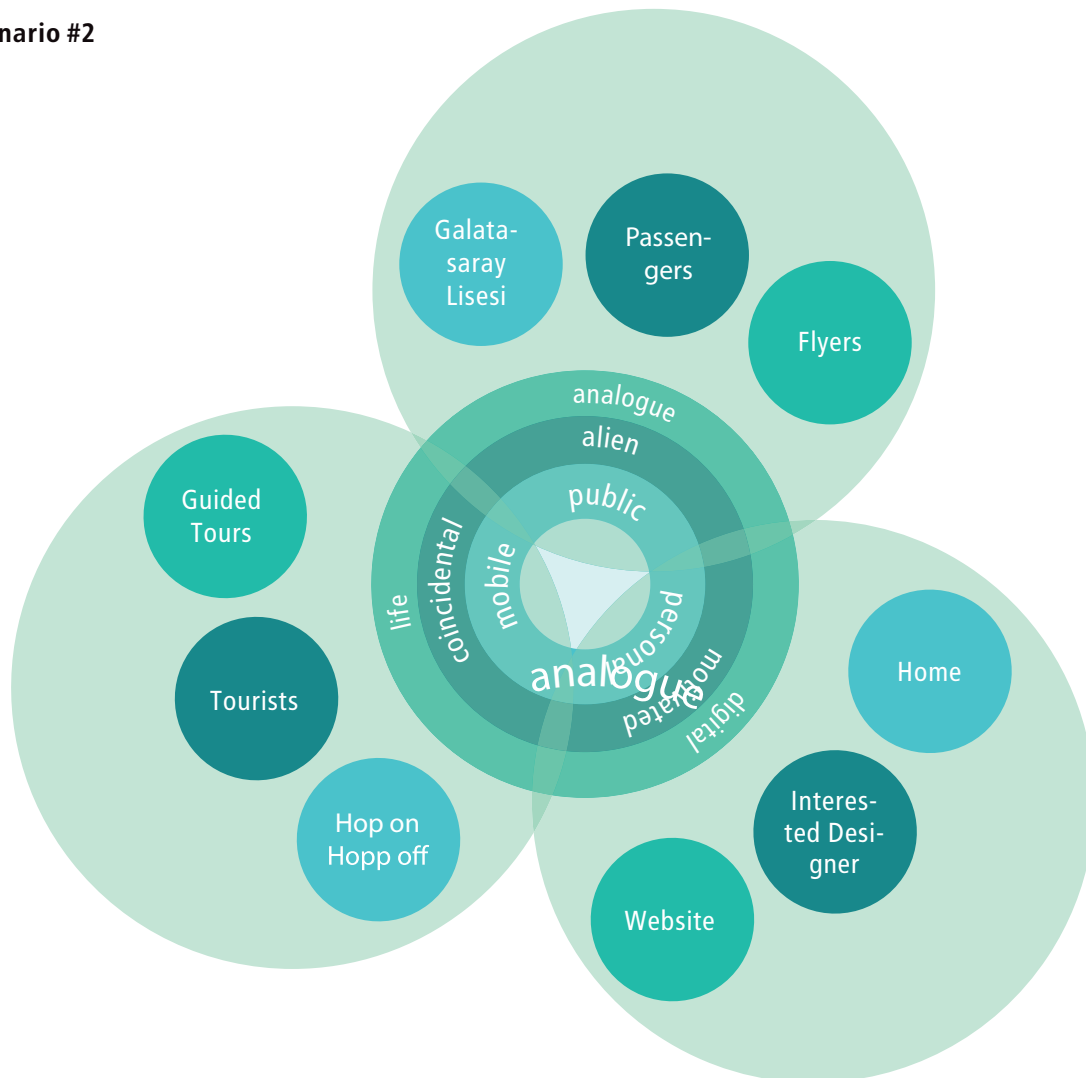 nario #2
Galata-
saray
Lisesi
Passen-
gers
Flyers
analogue
alien
public
Guided
Tours
life
coincidental
mobile
personal
analogue
motivated
digital
Home
Tourists
Interes-
ted Desi-
gner
Hop on
Hopp off
Website